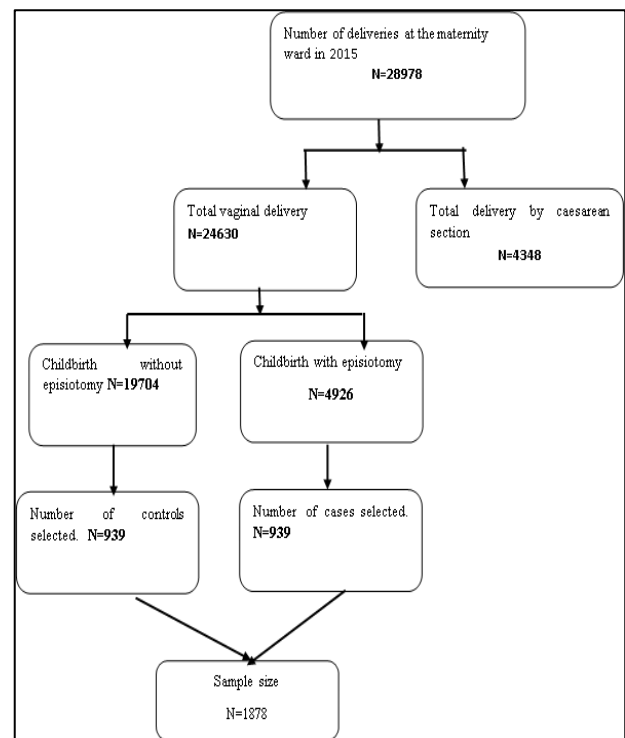 Number of deliveries at the maternity
ward in 2015
N=28978
Total vaginal delivery
N=24630
Total delivery by caesarean
section
N=4348
Childbirth without
episiotomy N=19704
Childbirth with episiotomy
N=4926
Number of controls
selected. N=939
Number of cases selected.
N=939
Sample size
N=1878